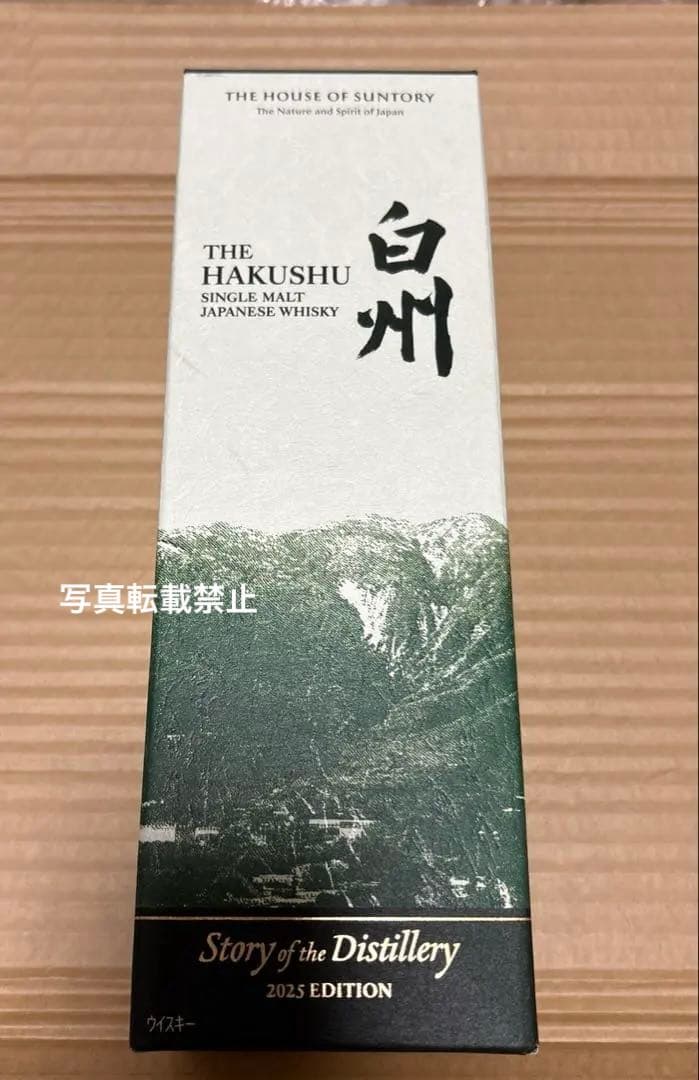 THE HOUSE OF SUNTORY
The Nature and Spirit of Japan
白州
THE
HAKUSHU
SINGLE MALT
JAPANESE WHISKY
写真転載禁止
Story of the Distillery
2025 EDITION
ウイスキー